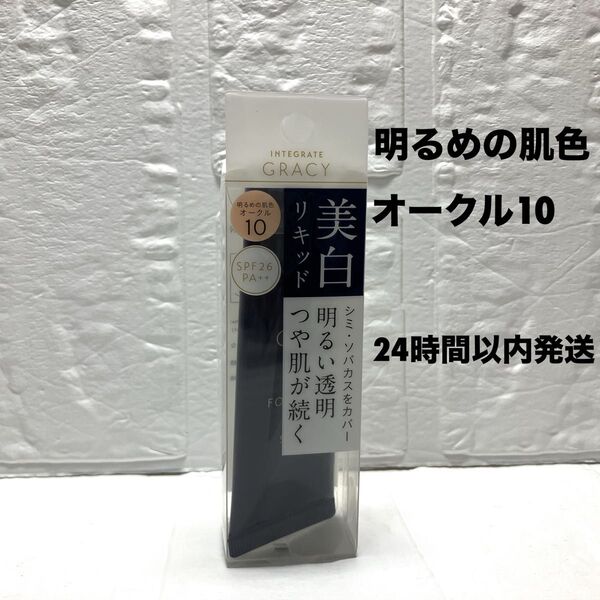 INTEGRATE
GRACY
明るめの肌色
オークル
10
SPF26
PA++
美白
リキッド
シミ・ソバカスをカバー
明るい透明
つや肌が続く
明るめの肌色
オークル10
24時間以内発送